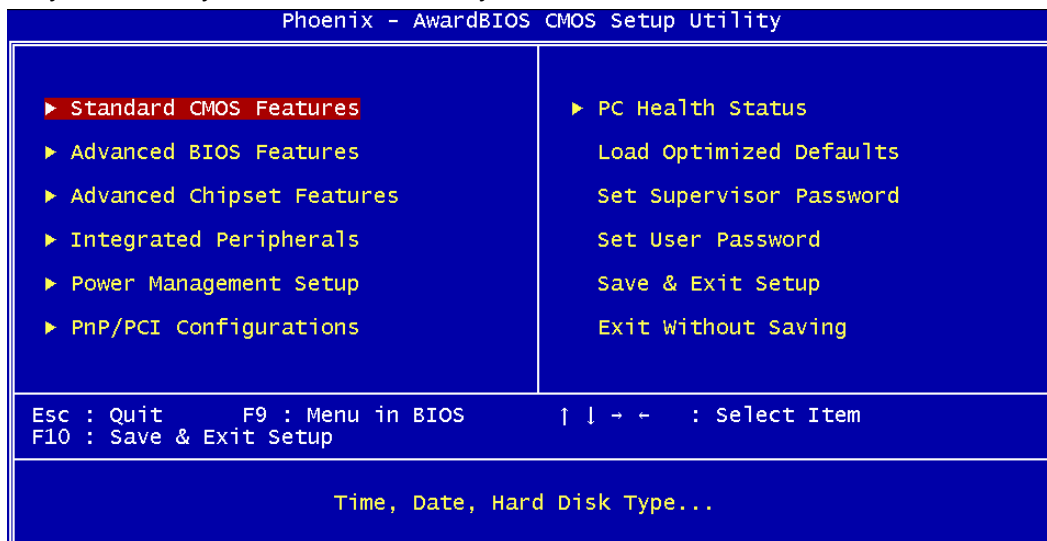 Phoenix - AwardBIOS CMOS Setup Utility
▶ Standard CMOS Features
▶ Advanced BIOS Features
▶ Advanced Chipset Features
▶ Integrated Peripherals
▶ Power Management Setup
▶ PnP/PCI Configurations
▶ PC Health Status
Load Optimized Defaults
Set Supervisor Password
Set User Password
Save & Exit Setup
Exit Without Saving
Esc : Quit F9 : Menu in BIOS ↑ ↓ → ← : Select Item
F10 : Save & Exit Setup
Time, Date, Hard Disk Type...